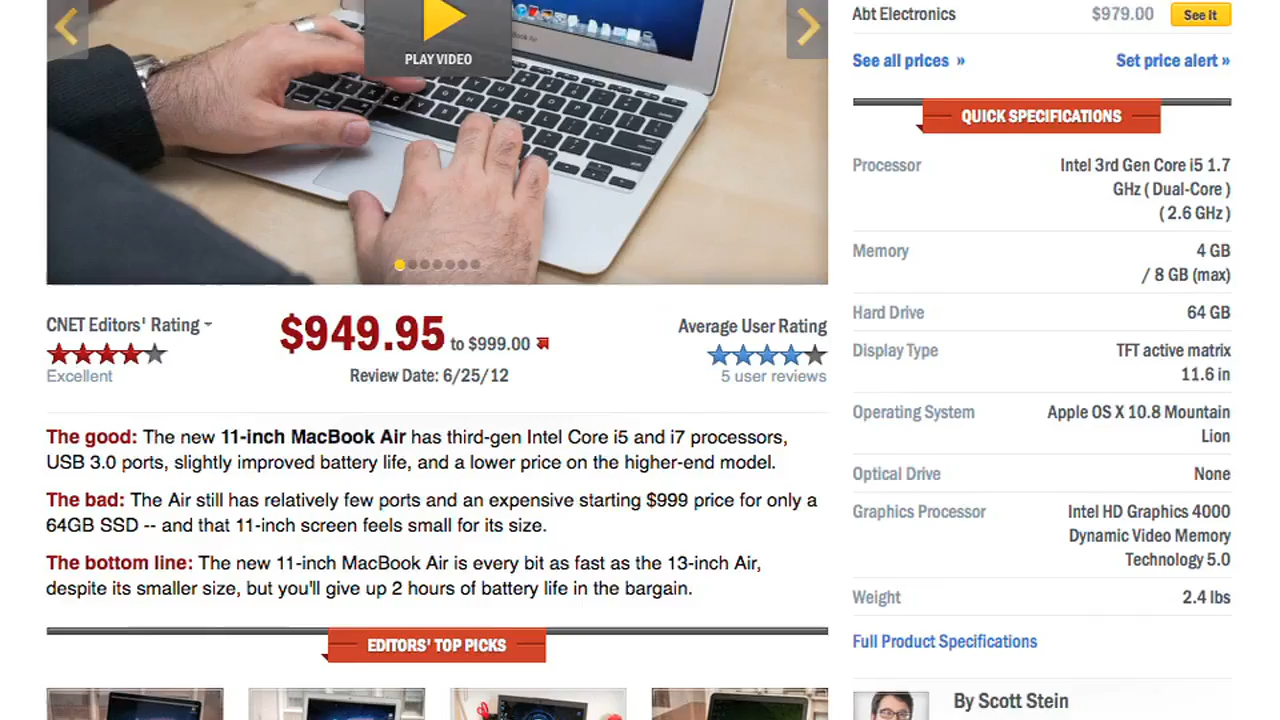 PLAY VIDEO
CNET Editors' Rating
Excellent
$949.95 to $999.00
Review Date: 6/25/12
Average User Rating
5 user reviews
The good: The new 11-inch MacBook Air has third-gen Intel Core i5 and i7 processors,
USB 3.0 ports, slightly improved battery life, and a lower price on the higher-end model.
The bad: The Air still has relatively few ports and an expensive starting $999 price for only a
64GB SSD -- and that 11-inch screen feels small for its size.
The bottom line: The new 11-inch MacBook Air is every bit as fast as the 13-inch Air,
despite its smaller size, but you'll give up 2 hours of battery life in the bargain.
EDITORS' TOP PICKS
Abt Electronics $979.00 See It
See all prices » Set price alert »
QUICK SPECIFICATIONS
Processor Intel 3rd Gen Core i5 1.7
GHz ( Dual-Core )
( 2.6 GHz )
Memory 4 GB
/ 8 GB (max)
Hard Drive 64 GB
Display Type TFT active matrix
11.6 in
Operating System Apple OS X 10.8 Mountain
Lion
Optical Drive None
Graphics Processor Intel HD Graphics 4000
Dynamic Video Memory
Technology 5.0
Weight 2.4 lbs
Full Product Specifications
By Scott Stein